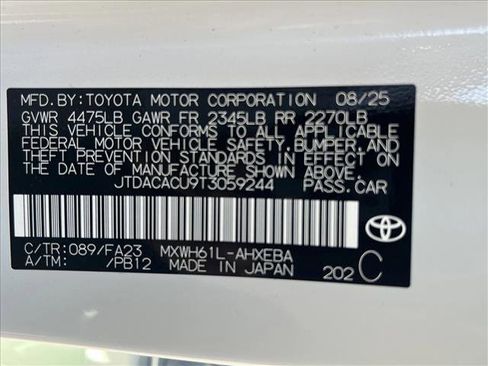 MFD.BY:TOYOTA MOTOR CORPORATION 08/25
GVWR 4475LB GAWR FR 2345LB RR 2270LB
THIS VEHICLE CONFORMS TO ALL APPLICABLE
FEDERAL MOTOR VEHICLE SAFETY,BUMPER,AND
THEFT PREVENTION STANDARDS IN EFFECT ON
THE DATE OF MANUFACTURE SHOWN ABOVE.
JTDACACU9T3059244 PASS.CAR
C/TR:089/FA23 MXWH61L-AHXEBA
A/TM: /PB12 MADE IN JAPAN 202 C